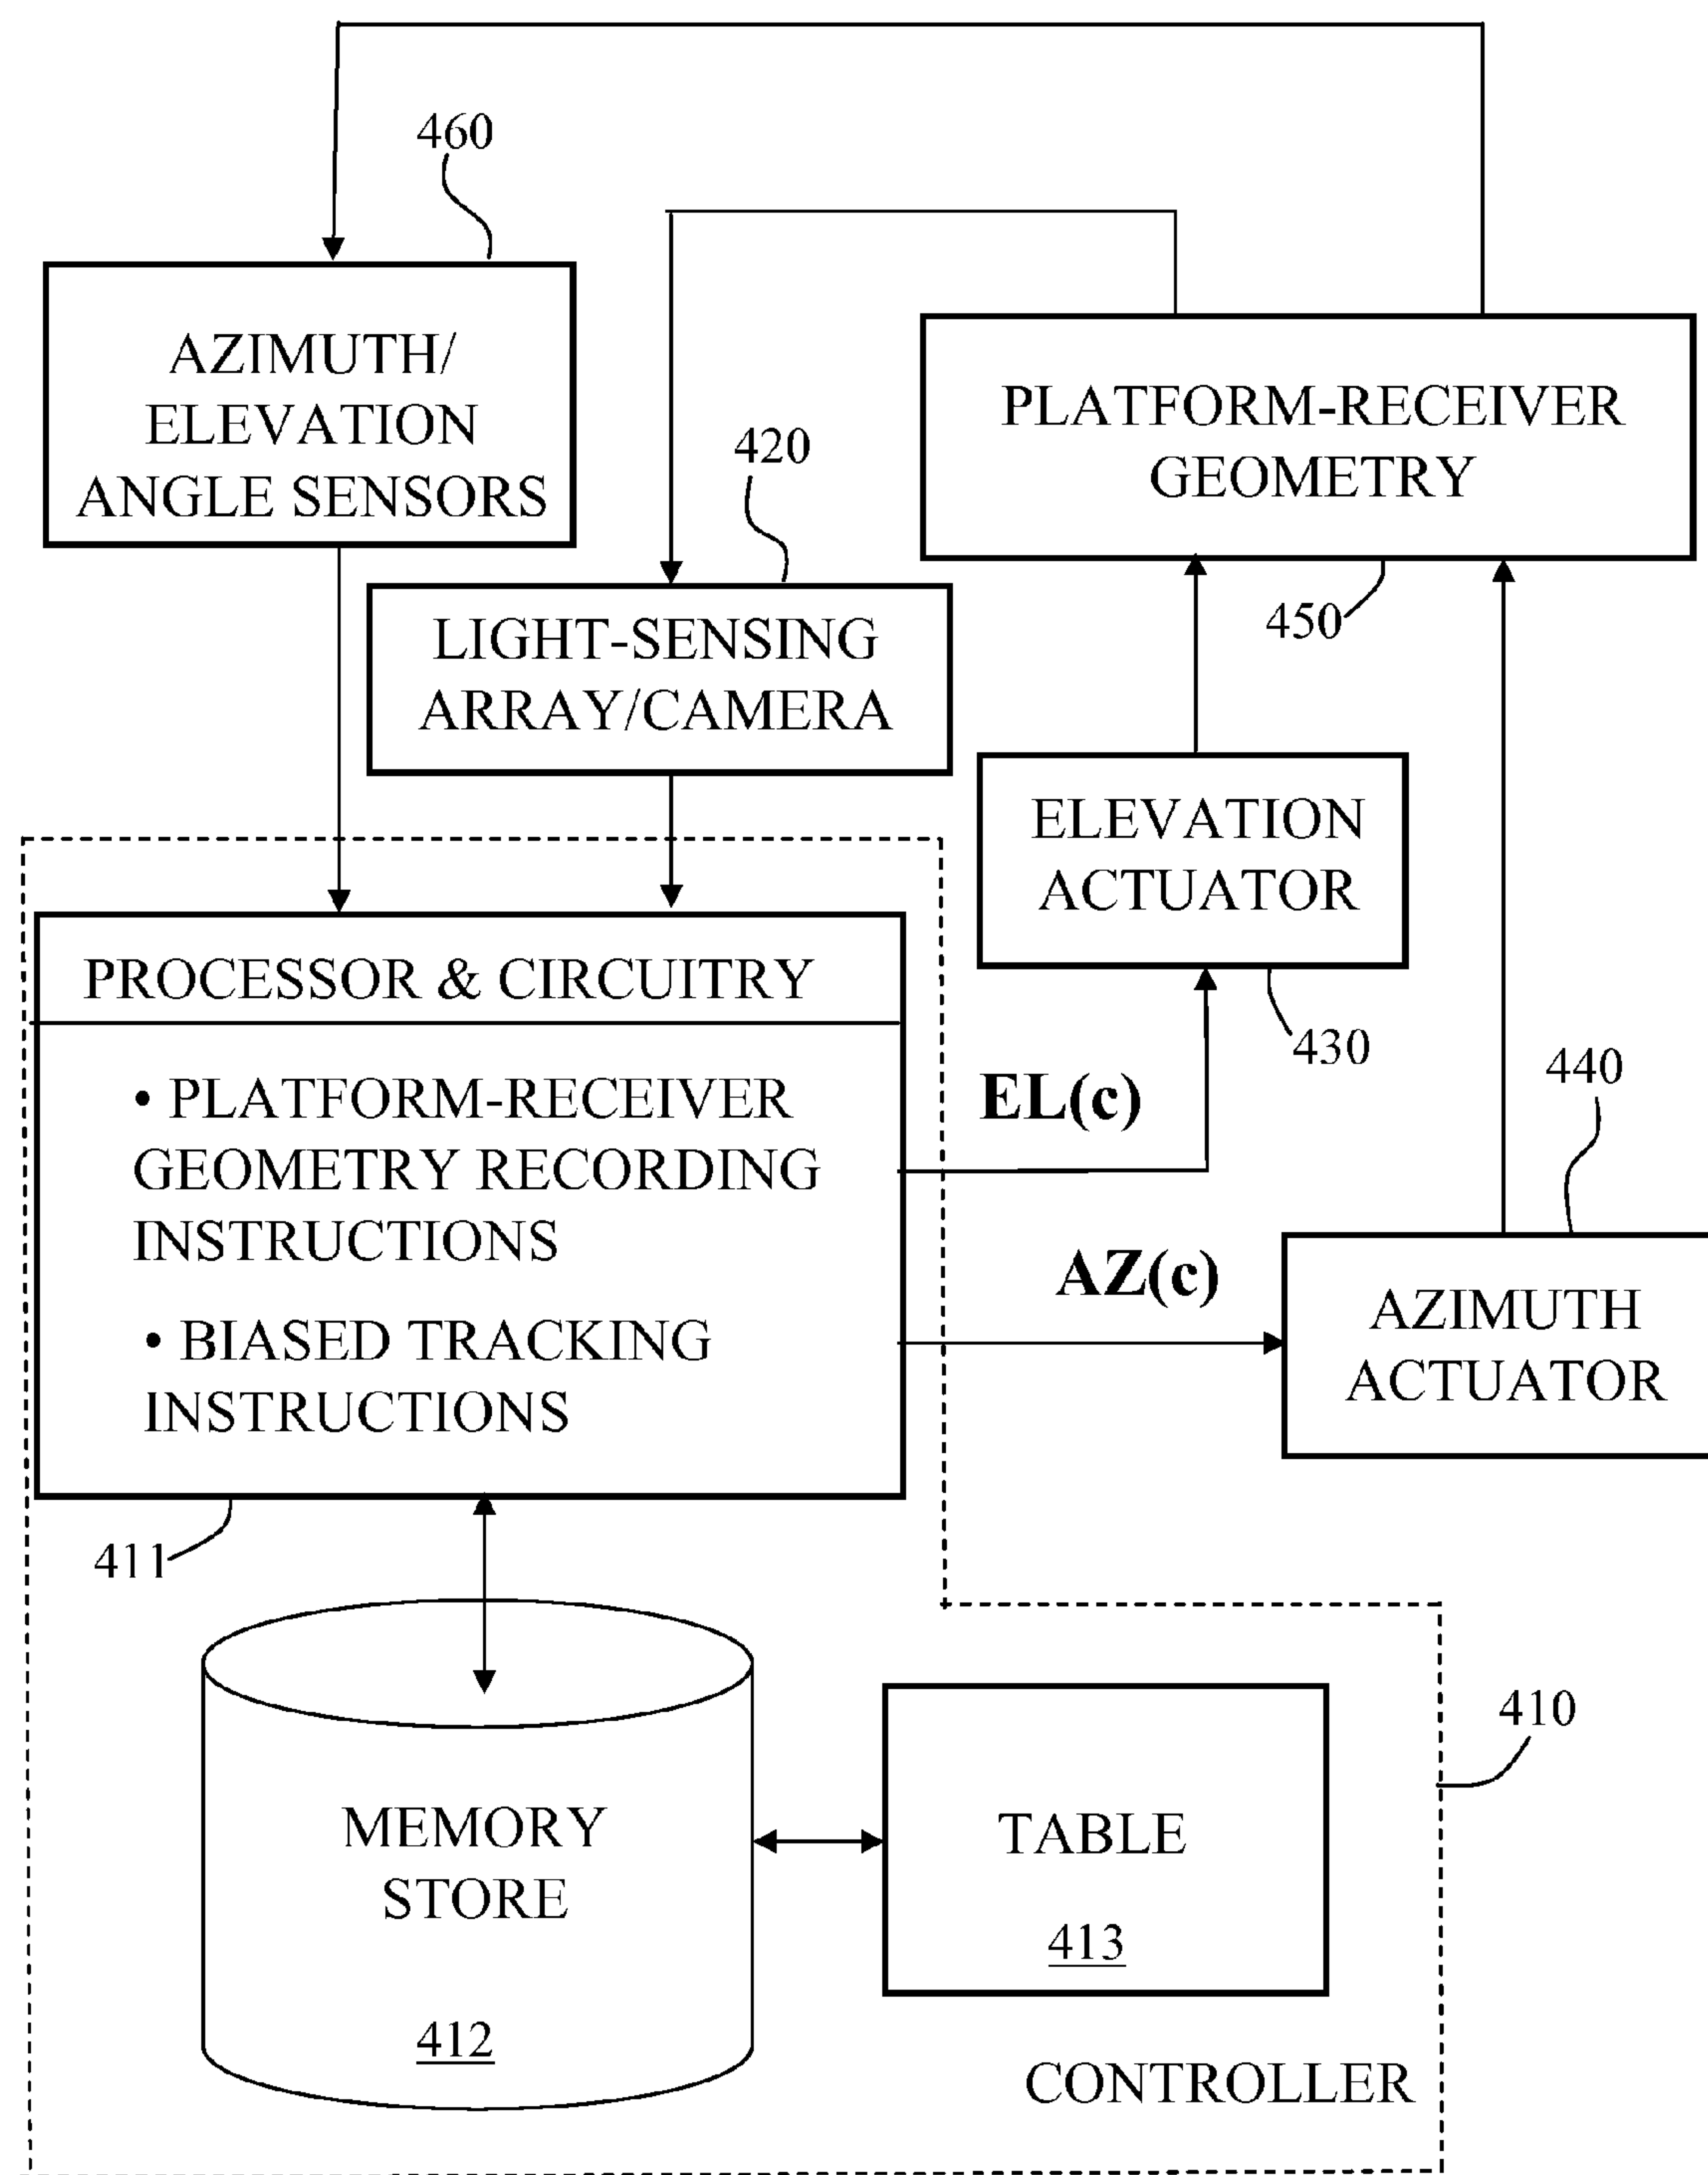 460
AZIMUTH/
ELEVATION
ANGLE SENSORS
PLATFORM-RECEIVER
GEOMETRY
450
420
LIGHT-SENSING
ARRAY/CAMERA
ELEVATION
ACTUATOR
430
PROCESSOR & CIRCUITRY
• PLATFORM-RECEIVER
GEOMETRY RECORDING
INSTRUCTIONS
• BIASED TRACKING
INSTRUCTIONS
411
EL(c)
AZ(c)
440
AZIMUTH
ACTUATOR
MEMORY
STORE
412
TABLE
413
410
CONTROLLER